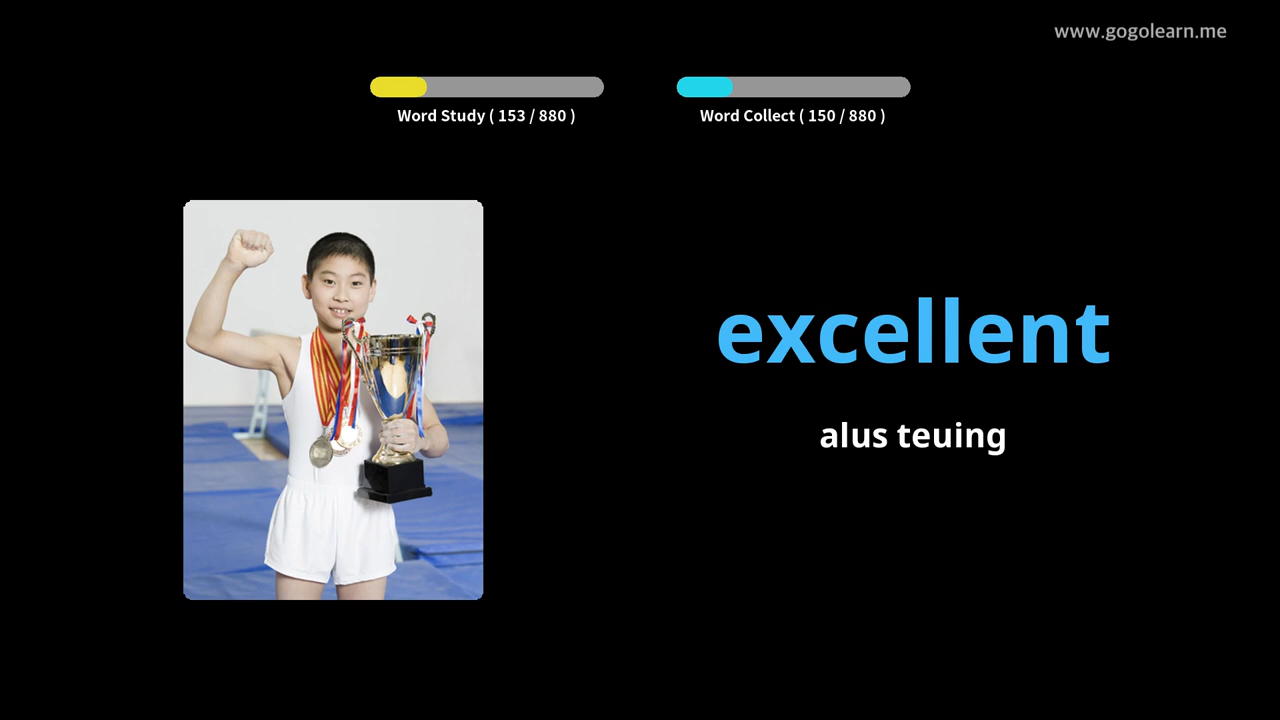 www.gogolearn.me
Word Study ( 153 / 880 )
Word Collect ( 150 / 880 )
excellent
alus teuing